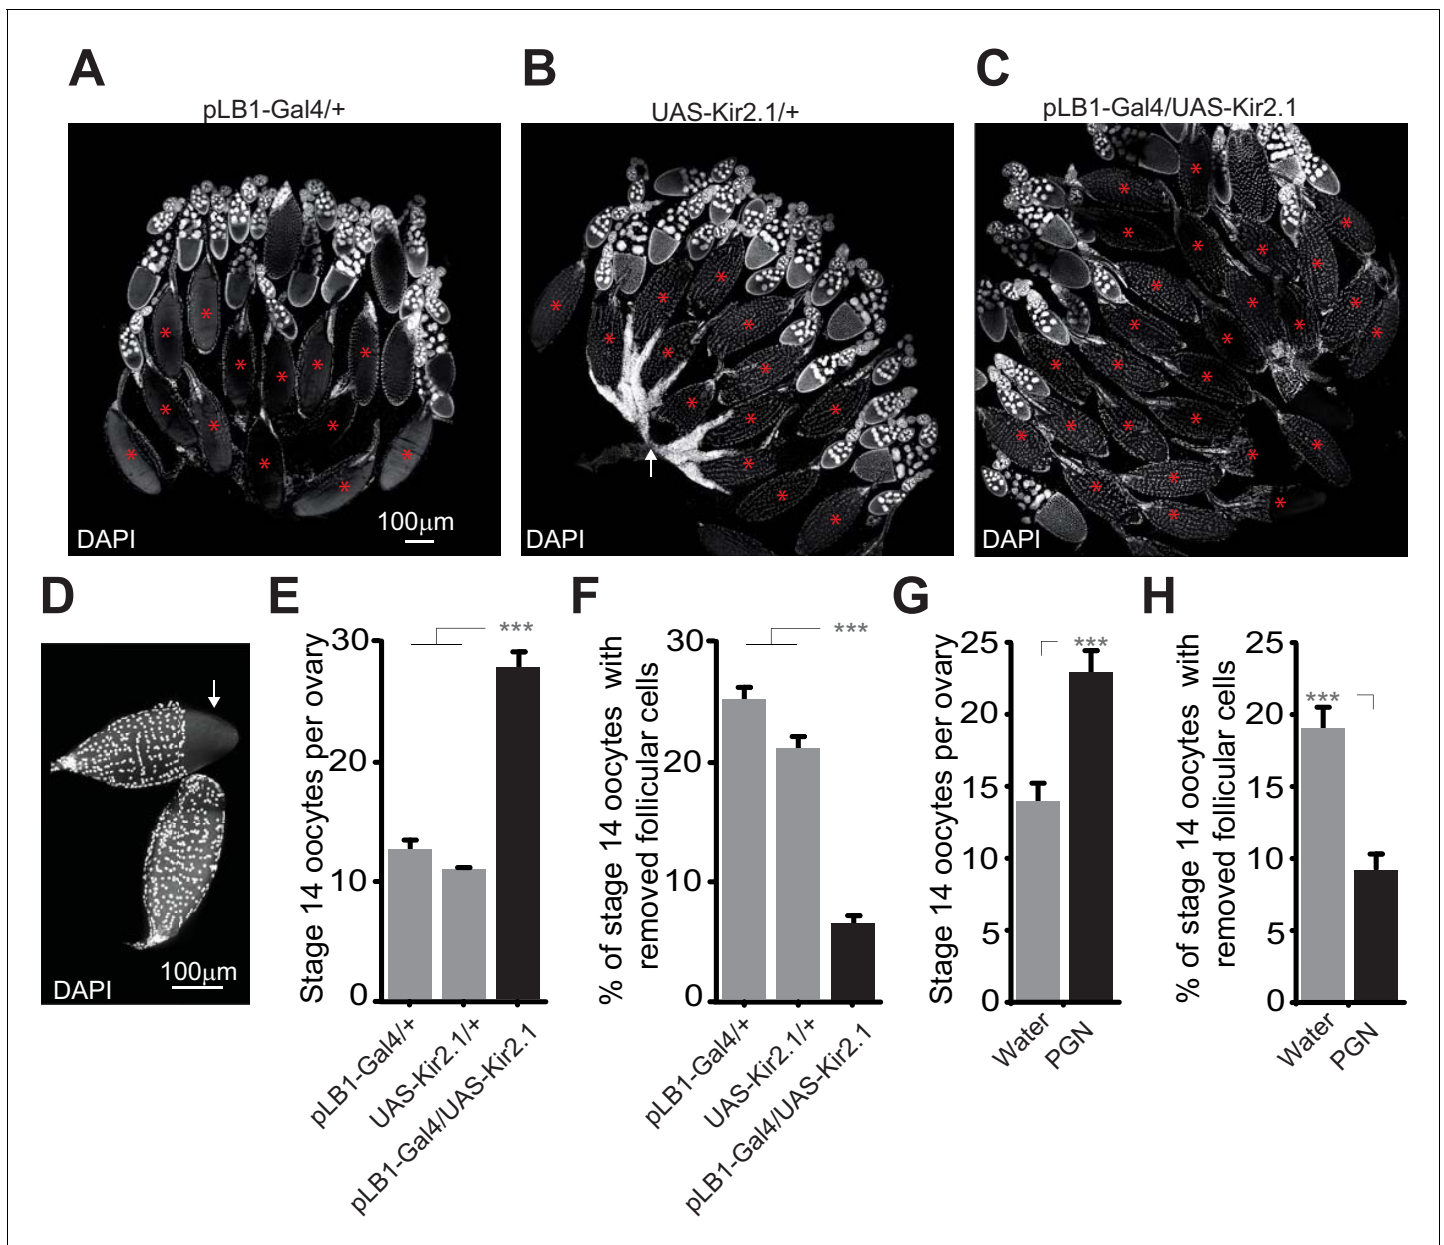 A
pLB1-Gal4/+
DAPI
100μm
B
UAS-Kir2.1/+
DAPI
C
pLB1-Gal4/UAS-Kir2.1
DAPI
D
DAPI
100μm
E
Stage 14 oocytes per ovary
30
20
10
0
***
pLB1-Gal4/+
UAS-Kir2.1/+
pLB1-Gal4/UAS-Kir2.1
F
% of stage 14 oocytes with
removed follicular cells
30
20
10
0
***
pLB1-Gal4/+
UAS-Kir2.1/+
pLB1-Gal4/UAS-Kir2.1
G
Stage 14 oocytes per ovary
25
20
15
10
5
0
***
Water
PGN
H
% of stage 14 oocytes with
removed follicular cells
25
20
15
10
5
0
***
Water
PGN